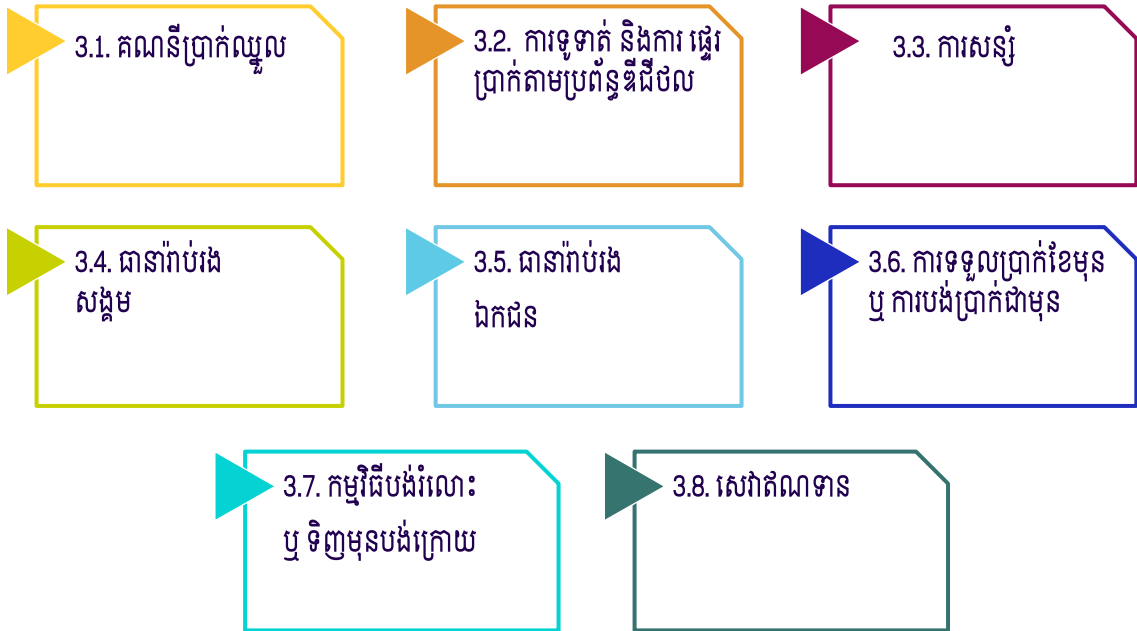 3.1. គណនីប្រាក់ឈ្នួល
3.2. ការទូទាត់ និងការ ផ្ទេរ
ប្រាក់តាមប្រព័ន្ធឌីជីថល
3.3. ការសន្សំ
3.4. ធានារ៉ាប់រង
សង្គម
3.5. ធានារ៉ាប់រង
ឯកជន
3.6. ការទទួលប្រាក់ខែមុន
ឬ ការបង់ប្រាក់ជាមុន
3.7. កម្មវិធីបង់រំលោះ
ឬ ទិញមុនបង់ក្រោយ
3.8. សេវាឥណទាន